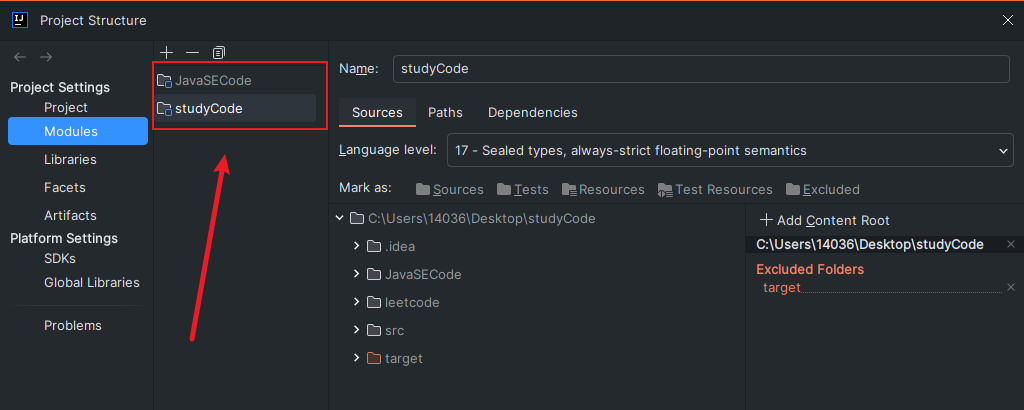 Project Structure
Project Settings
Project
Modules
Libraries
Facets
Artifacts
Platform Settings
SDKs
Global Libraries
Problems
JavaSECode
studyCode
Name: studyCode
Sources Paths Dependencies
Language level: 17 - Sealed types, always-strict floating-point semantics
Mark as: Sources Tests Resources Test Resources Excluded
C:\Users\14036\Desktop\studyCode
.idea
JavaSECode
leetcode
src
target
+ Add Content Root
C:\Users\14036\Desktop\studyCode
Excluded Folders
target